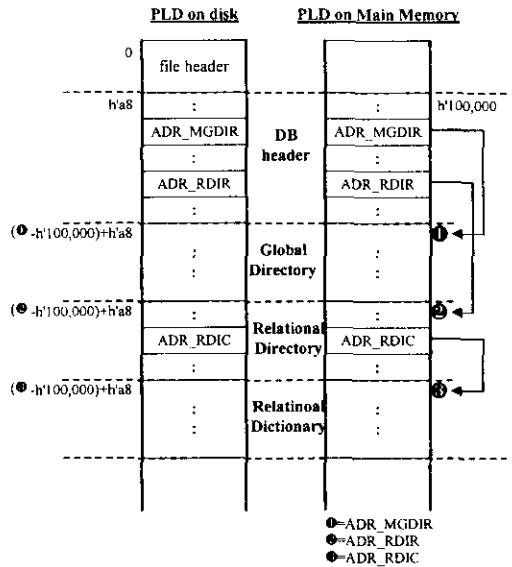 PLD on disk PLD on Main Memory
0 file header
h'a8 : : h'100,000
ADR_MGDIR DB ADR_MGDIR
: header :
ADR_RDIR ADR_RDIR
: :
(❶-h'100,000)+h'a8 ❶
: Global :
: Directory :
(❷-h'100,000)+h'a8 : : ❷
Relational
ADR_RDIC Directory ADR_RDIC
: :
(❸-h'100,000)+h'a8 ❸
: Relatinoal :
: Dictionary :
❶=ADR_MGDIR
❷=ADR_RDIR
❸=ADR_RDIC